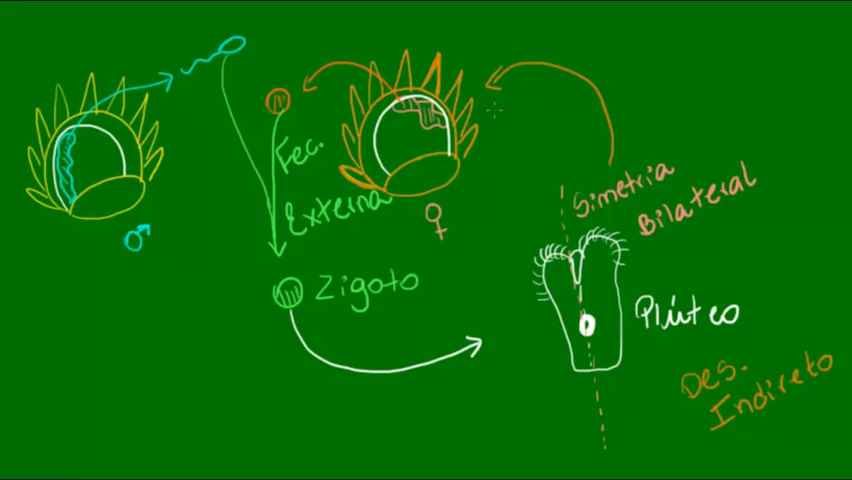 Fec.
Externa
Zigoto
Simetria
Bilateral
Plúteo
Des.
Indireto